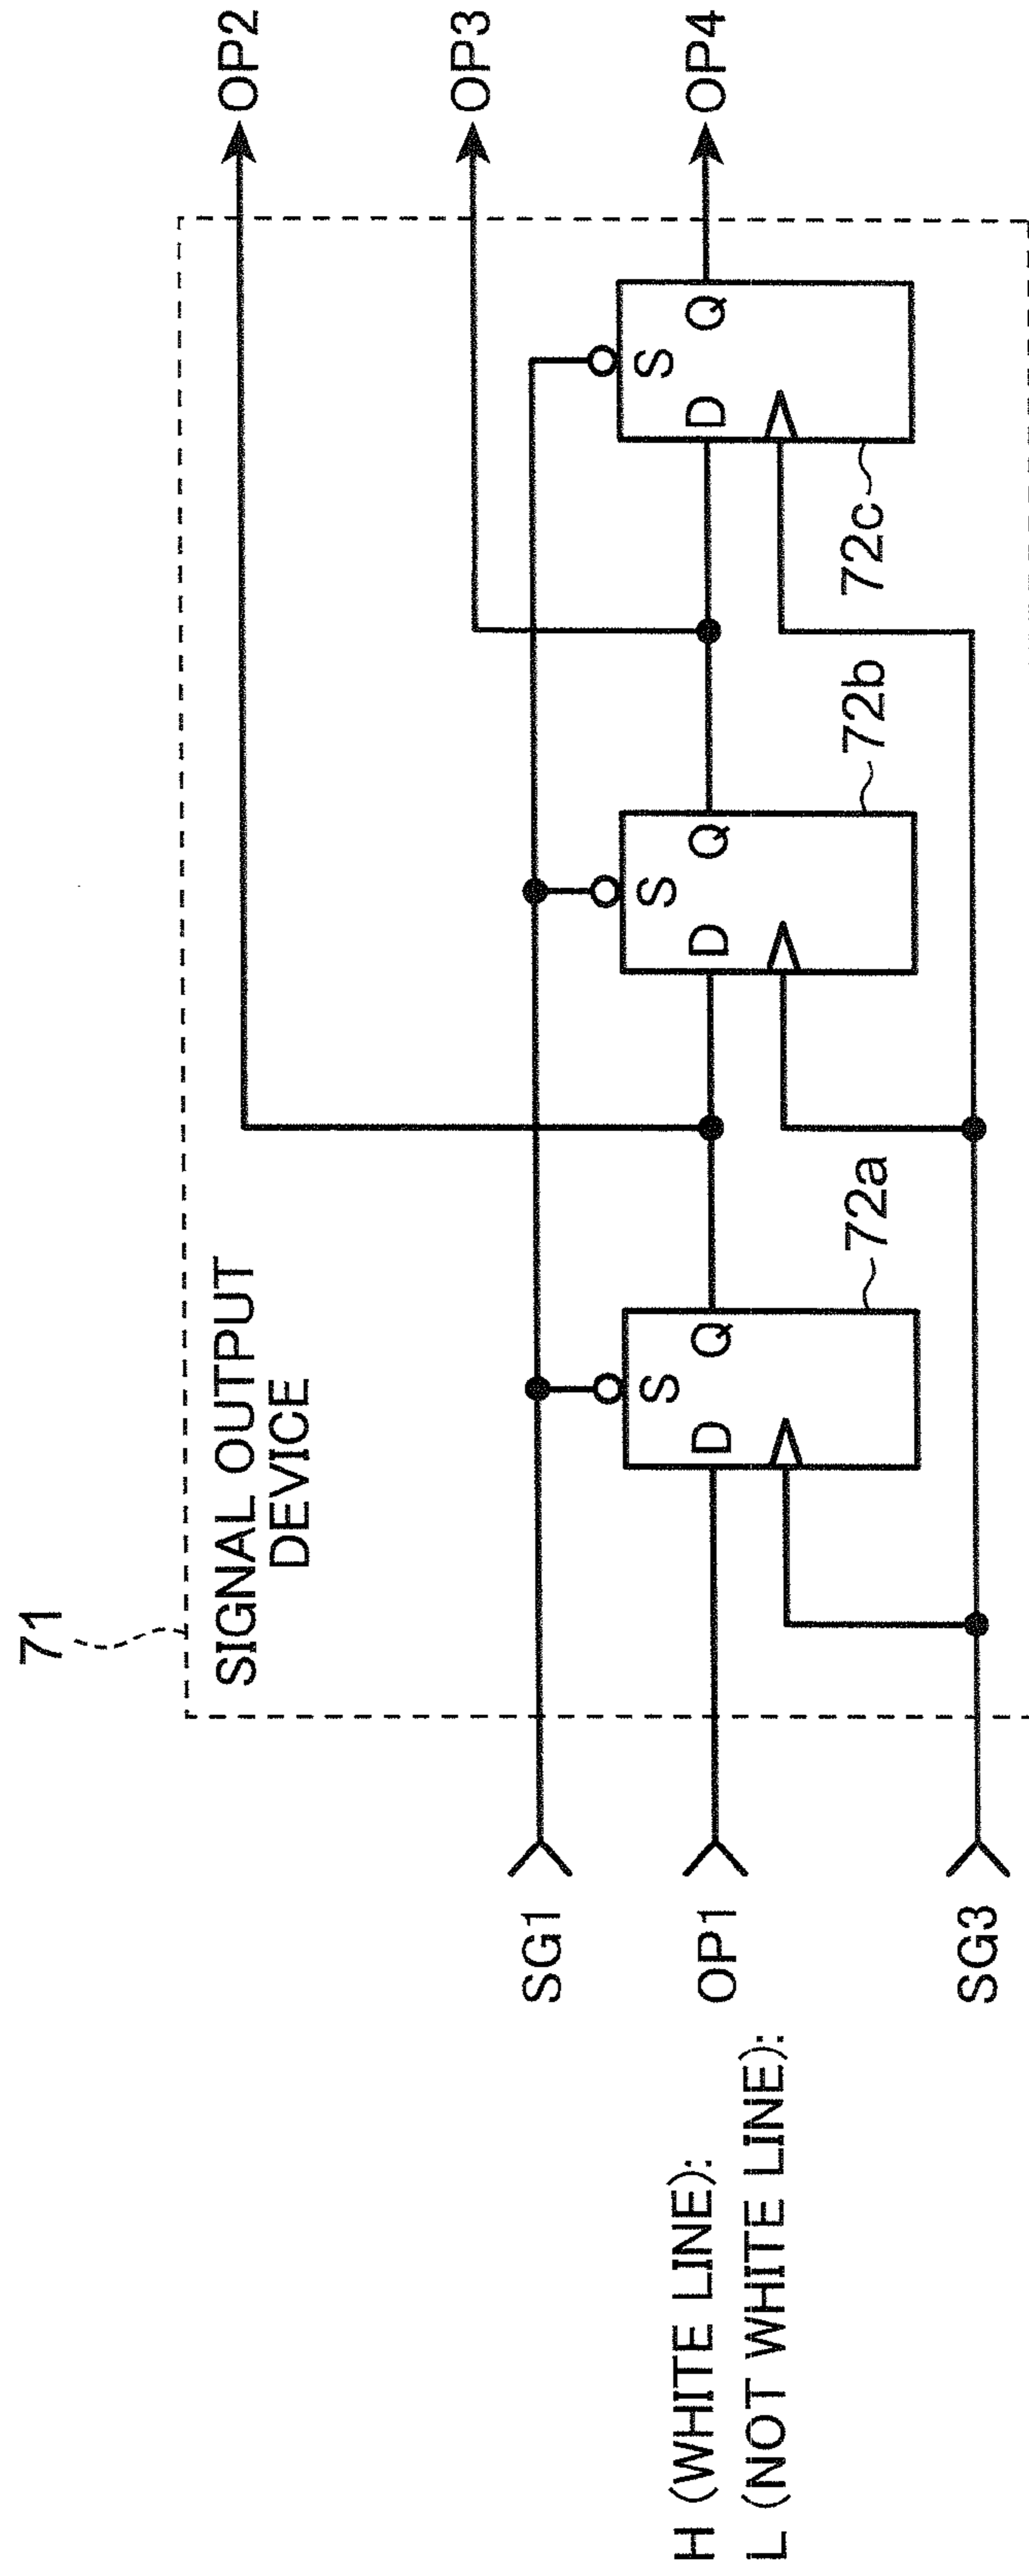 71
SIGNAL OUTPUT
DEVICE
OP2
OP3
OP4
SG1
OP1
SG3
H (WHITE LINE):
L (NOT WHITE LINE):
D
S
Q
72a
D
S
Q
72b
D
S
Q
72c